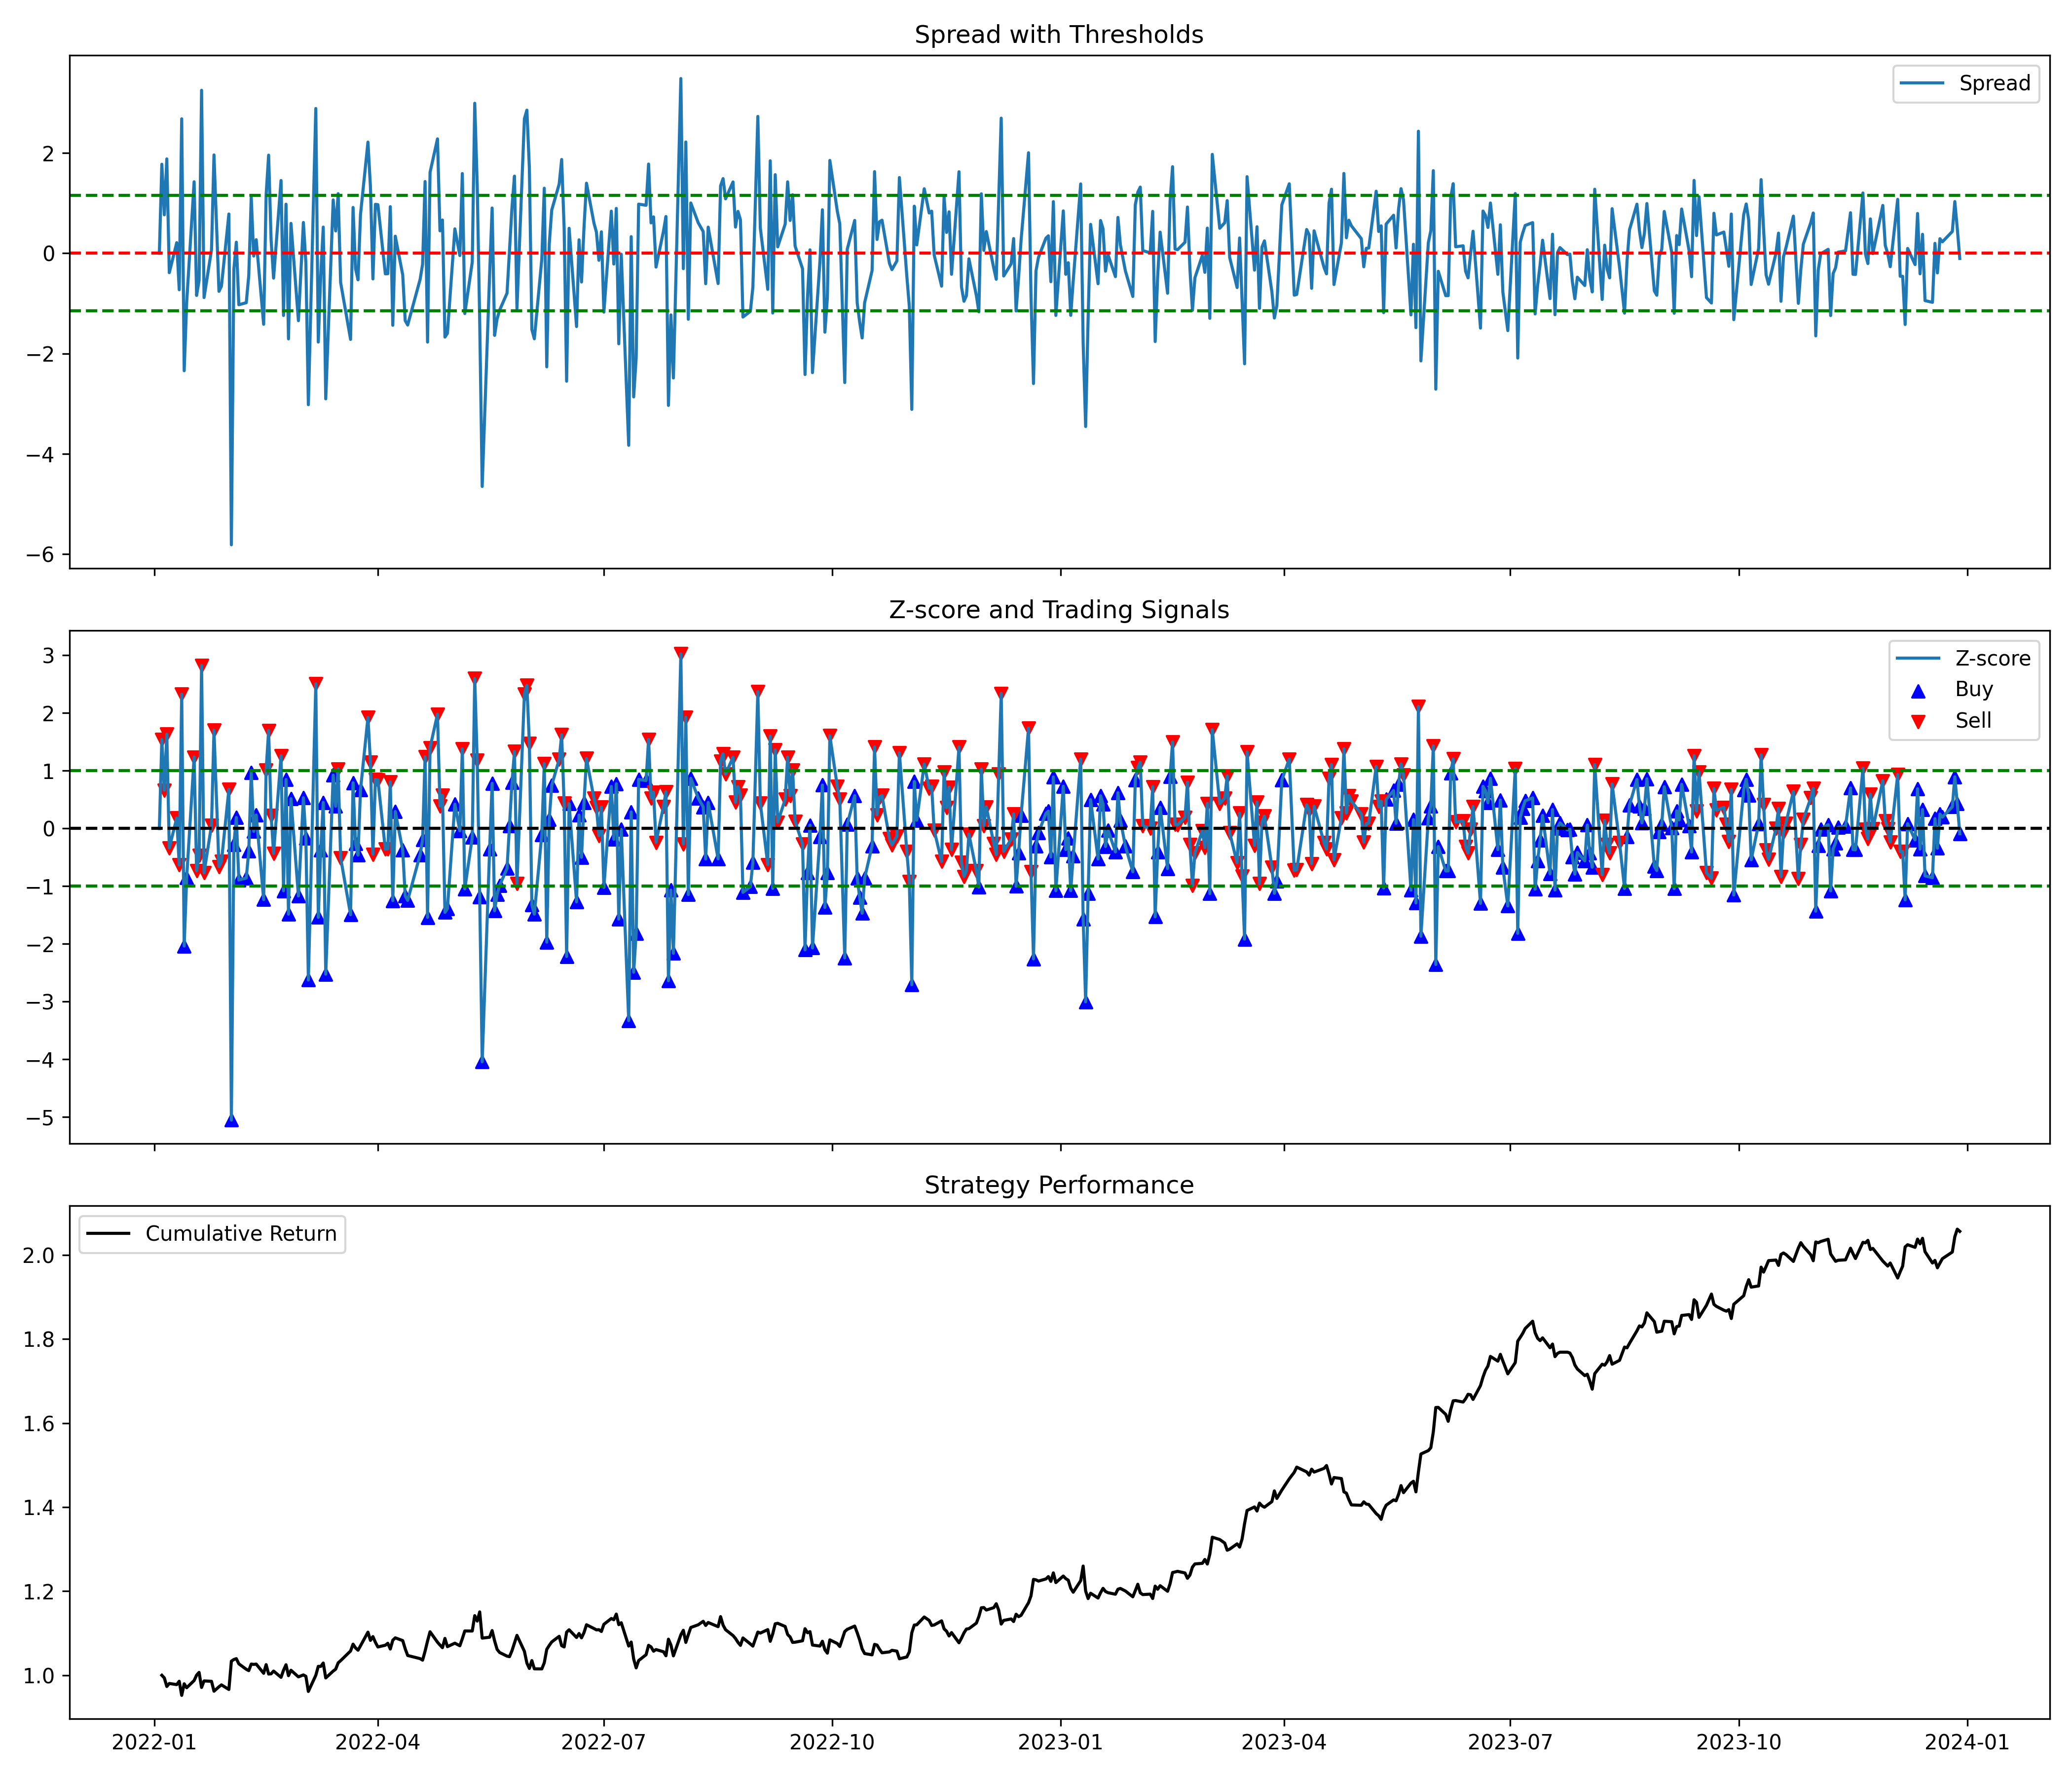 Spread with Thresholds
Spread
2
0
−2
−4
−6
Z-score and Trading Signals
Z-score
Buy
Sell
3
2
1
0
−1
−2
−3
−4
−5
Strategy Performance
Cumulative Return
2.0
1.8
1.6
1.4
1.2
1.0
2022-01 2022-04 2022-07 2022-10 2023-01 2023-04 2023-07 2023-10 2024-01